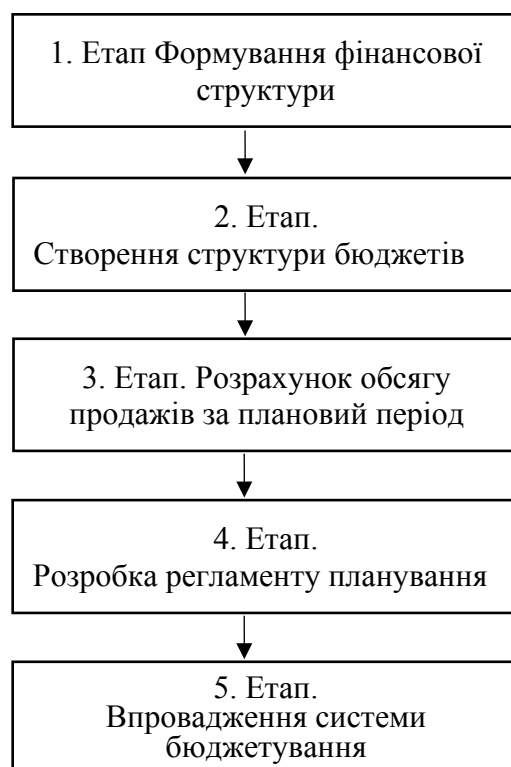 1. Етап Формування фінансової
структури
2. Етап.
Створення структури бюджетів
3. Етап. Розрахунок обсягу
продажів за плановий період
4. Етап.
Розробка регламенту планування
5. Етап.
Впровадження системи
бюджетування